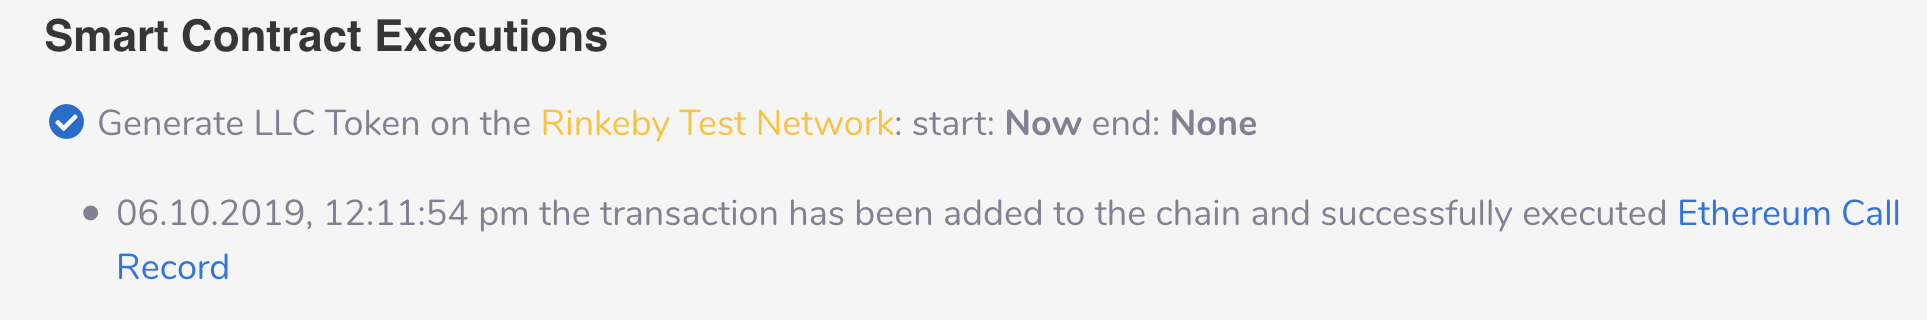 Smart Contract Executions
Generate LLC Token on the Rinkeby Test Network: start: Now end: None
06.10.2019, 12:11:54 pm the transaction has been added to the chain and successfully executed Ethereum Call
Record